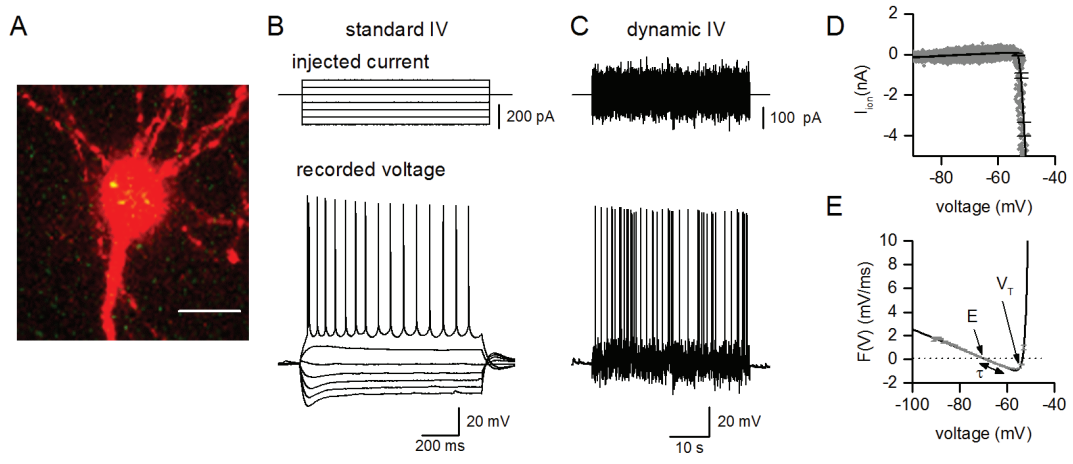 A
B
standard IV
injected current
200 pA
recorded voltage
20 mV
200 ms
C
dynamic IV
100 pA
20 mV
10 s
D
I_ion (nA)
2
0
-2
-4
-80
-60
-40
voltage (mV)
E
F(V) (mV/ms)
10
8
6
4
2
0
-2
E
V_T
τ
-100
-80
-60
-40
voltage (mV)